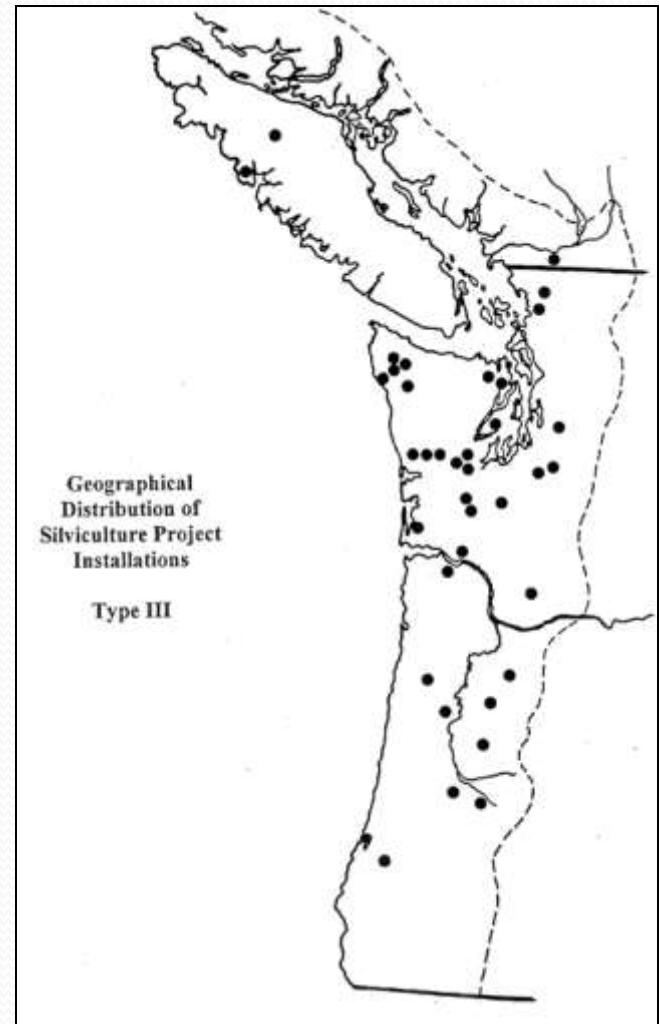 Geographical
Distribution of
Silviculture Project
Installations
Type III